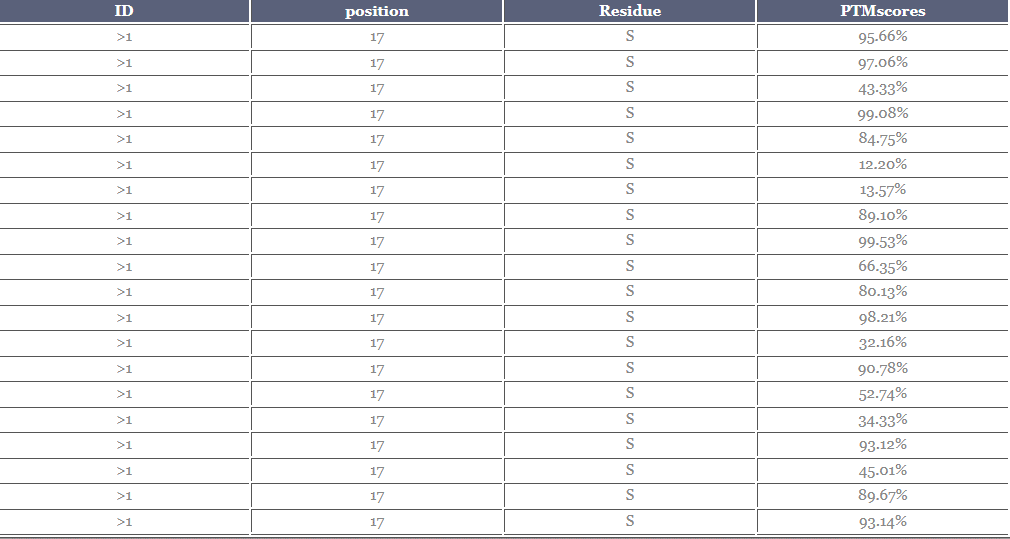 ID position Residue PTMscores
>1 17 S 95.66%
>1 17 S 97.06%
>1 17 S 43.33%
>1 17 S 99.08%
>1 17 S 84.75%
>1 17 S 12.20%
>1 17 S 13.57%
>1 17 S 89.10%
>1 17 S 99.53%
>1 17 S 66.35%
>1 17 S 80.13%
>1 17 S 98.21%
>1 17 S 32.16%
>1 17 S 90.78%
>1 17 S 52.74%
>1 17 S 34.33%
>1 17 S 93.12%
>1 17 S 45.01%
>1 17 S 89.67%
>1 17 S 93.14%